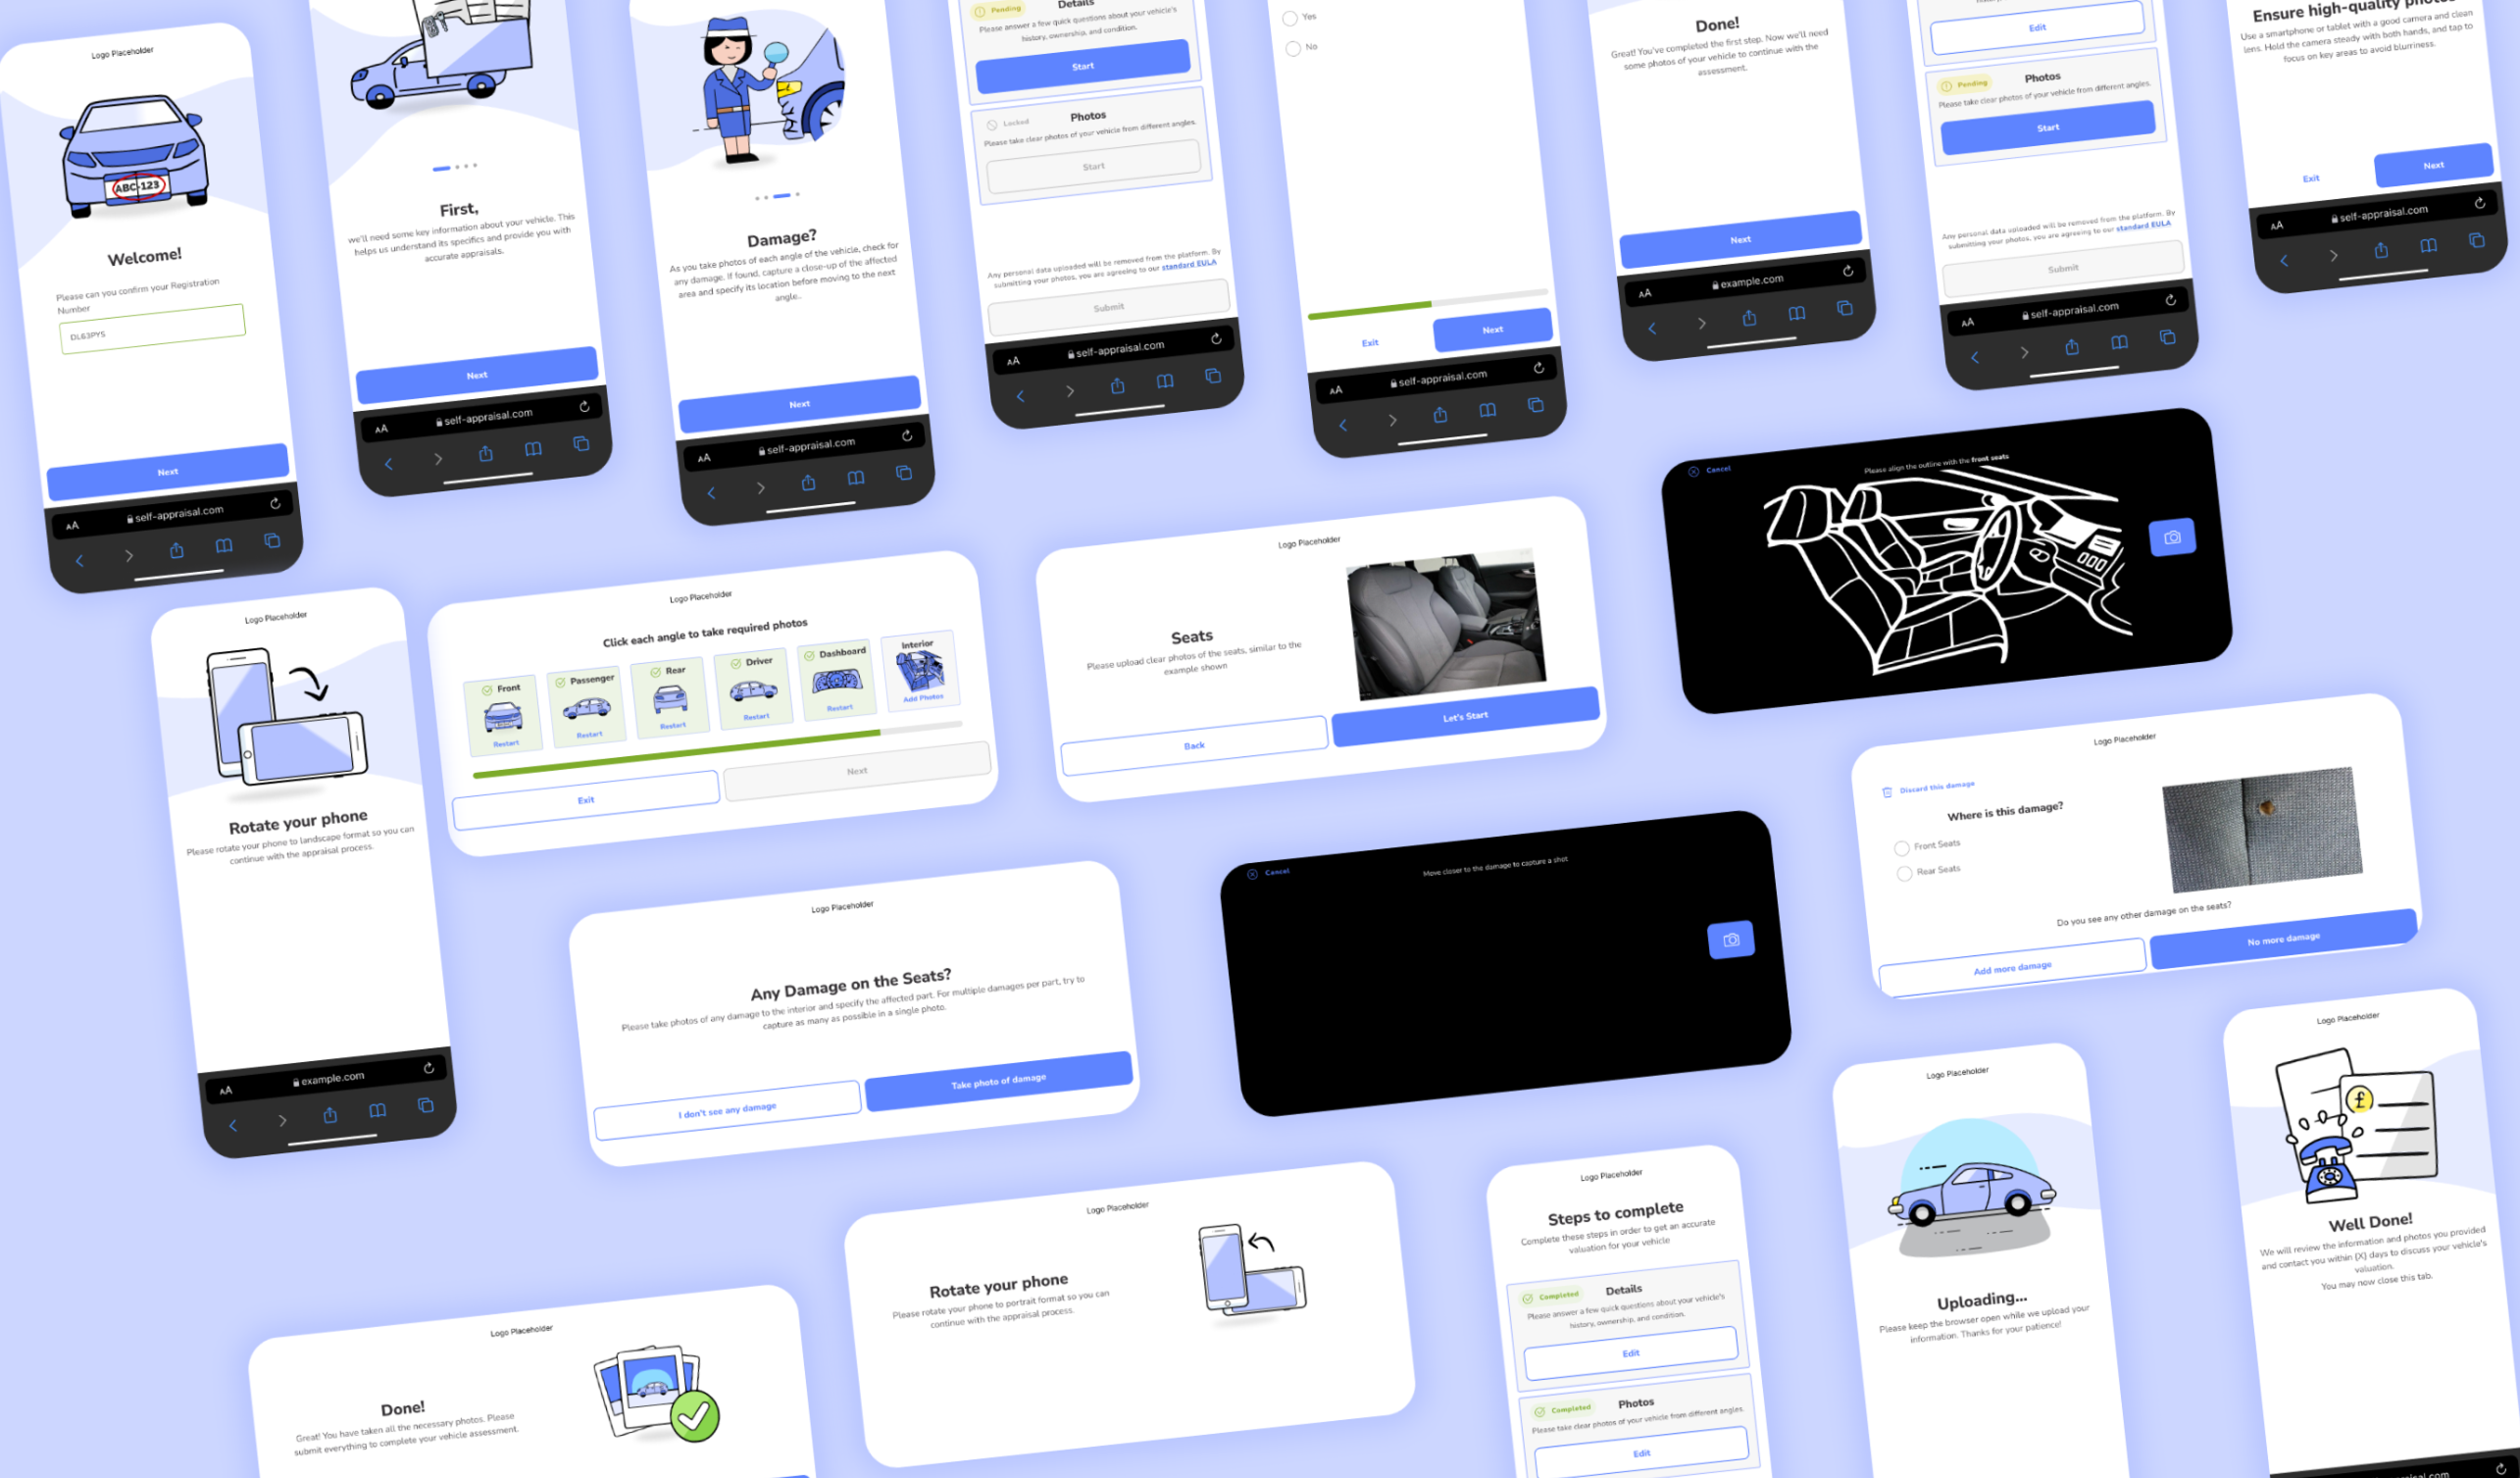 Logo Placeholder
ABC-123
Welcome!
Please can you confirm your Registration
Number
DL63PYS
Next
AA
self-appraisal.com
First,
we'll need some key information about your vehicle. This
helps us understand its specifics and provide you with
accurate appraisals.
Next
AA
self-appraisal.com
Damage?
As you take photos of each angle of the vehicle, check for
any damage. If found, capture a close-up of the affected
area and specify its location before moving to the next
angle..
Next
AA
self-appraisal.com
Pending
Details
Please answer a few quick questions about your vehicle's
history, ownership, and condition.
Start
Locked
Photos
Please take clear photos of your vehicle from different angles.
Start
Any personal data uploaded will be removed from the platform. By
submitting your photos, you are agreeing to our standard EULA
Submit
AA
self-appraisal.com
Yes
No
Exit
Next
AA
self-appraisal.com
Done!
Great! You've completed the first step. Now we'll need
some photos of your vehicle to continue with the
assessment.
Next
AA
example.com
Edit
Pending
Photos
Please take clear photos of your vehicle from different angles.
Start
Any personal data uploaded will be removed from the platform. By
submitting your photos, you are agreeing to our standard EULA
Submit
AA
self-appraisal.com
Ensure high-quality
Use a smartphone or tablet with a good camera and clean
lens. Hold the camera steady with both hands, and tap to
focus on key areas to avoid blurriness.
Exit
Next
AA
self-appraisal.com
Logo Placeholder
Rotate your phone
Please rotate your phone to landscape format so you can
continue with the appraisal process.
AA
example.com
Logo Placeholder
Click each angle to take required photos
Front
Restart
Passenger
Restart
Rear
Restart
Driver
Restart
Dashboard
Restart
Interior
Add Photos
Exit
Next
Logo Placeholder
Seats
Please upload clear photos of the seats, similar to the
example shown
Back
Let's Start
Cancel
Please align the outline with the front seats
Logo Placeholder
Any Damage on the Seats?
Please take photos of any damage to the interior and specify the affected part. For multiple damages per part, try to
capture as many as possible in a single photo.
I don't see any damage
Take photo of damage
Cancel
Move closer to the damage to capture a shot
Logo Placeholder
Discard this damage
Where is this damage?
Front Seats
Rear Seats
Do you see any other damage on the seats?
Add more damage
No more damage
Logo Placeholder
Done!
Great! You have taken all the necessary photos. Please
submit everything to complete your vehicle assessment.
Logo Placeholder
Rotate your phone
Please rotate your phone to portrait format so you can
continue with the appraisal process.
Logo Placeholder
Steps to complete
Complete these steps in order to get an accurate
valuation for your vehicle
Completed
Details
Please answer a few quick questions about your vehicle's
history, ownership, and condition.
Edit
Completed
Photos
Please take clear photos of your vehicle from different angles.
Edit
Logo Placeholder
Uploading...
Please keep the browser open while we upload your
information. Thanks for your patience!
Logo Placeholder
£
Well Done!
We will review the information and photos you provided
and contact you within {X} days to discuss your vehicle's
valuation.
You may now close this tab.